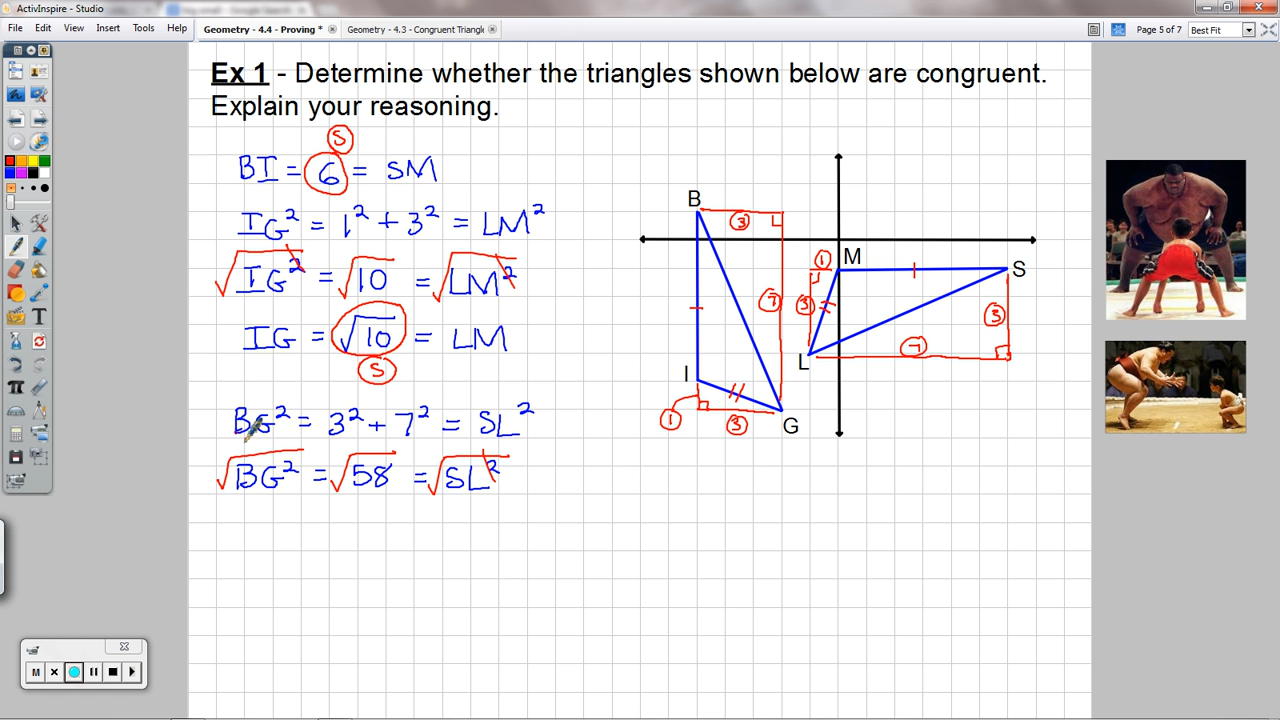 ActivInspire - Studio
File Edit View Insert Tools Help
Geometry - 4.4 - Proving *
Geometry - 4.3 - Congruent Triangl
Page 5 of 7
Best Fit
Ex 1 - Determine whether the triangles shown below are congruent.
Explain your reasoning.
S
BI = 6 = SM
IG² = 1² + 3² = LM²
√IG² = √10 = √LM²
IG = √10 = LM
S
BG² = 3² + 7² = SL²
√BG² = √58 = √SL²
B
3
7
I
1
3
G
1
M
S
3
3
L
7
M